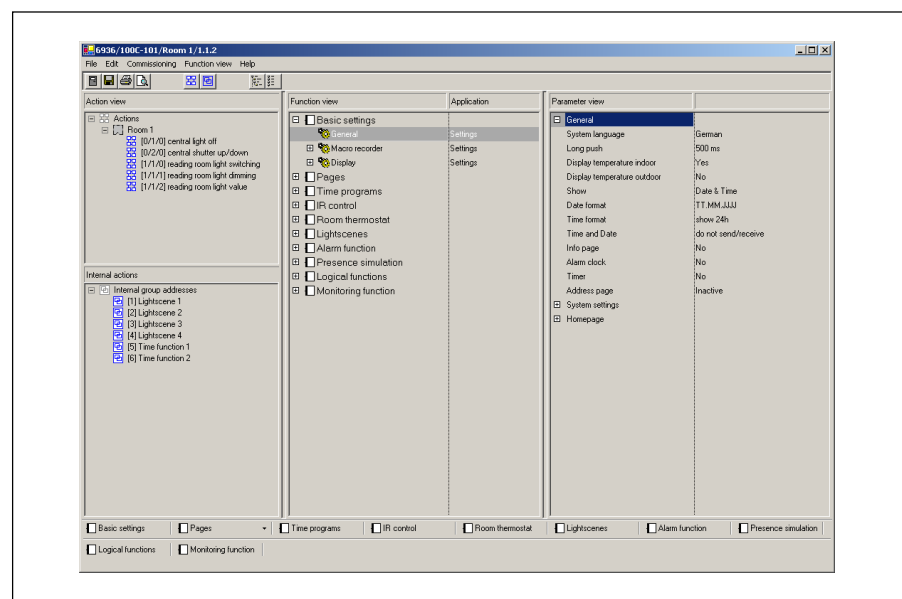 6936/100C-101/Room 1/1.1.2
File Edit Commissioning Function view Help
Action view
Actions
Room 1
[0/1/0] central light off
[0/2/0] central shutter up/down
[1/1/0] reading room light switching
[1/1/1] reading room light dimming
[1/1/2] reading room light value
Internal actions
Internal group addresses
[1] Lightscene 1
[2] Lightscene 2
[3] Lightscene 3
[4] Lightscene 4
[5] Time function 1
[6] Time function 2
Function view Application
Basic settings
General Settings
Macro recorder Settings
Display Settings
Pages
Time programs
IR control
Room thermostat
Lightscenes
Alarm function
Presence simulation
Logical functions
Monitoring function
Parameter view
General
System language German
Long push 500 ms
Display temperature indoor Yes
Display temperature outdoor No
Show Date & Time
Date format TT.MM.JJJJ
Time format show 24h
Time and Date do not send/receive
Info page No
Alarm clock No
Timer No
Address page Inactive
System settings
Homepage
Basic settings Pages Time programs IR control Room thermostat Lightscenes Alarm function Presence simulation
Logical functions Monitoring function